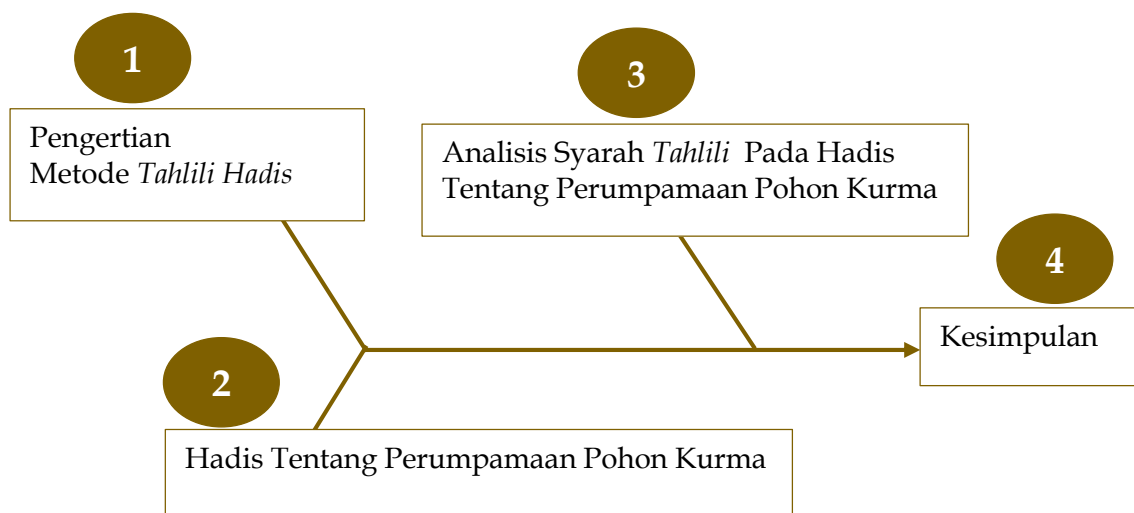 1
Pengertian
Metode Tahlili Hadis
2
Hadis Tentang Perumpamaan Pohon Kurma
3
Analisis Syarah Tahlili Pada Hadis
Tentang Perumpamaan Pohon Kurma
4
Kesimpulan